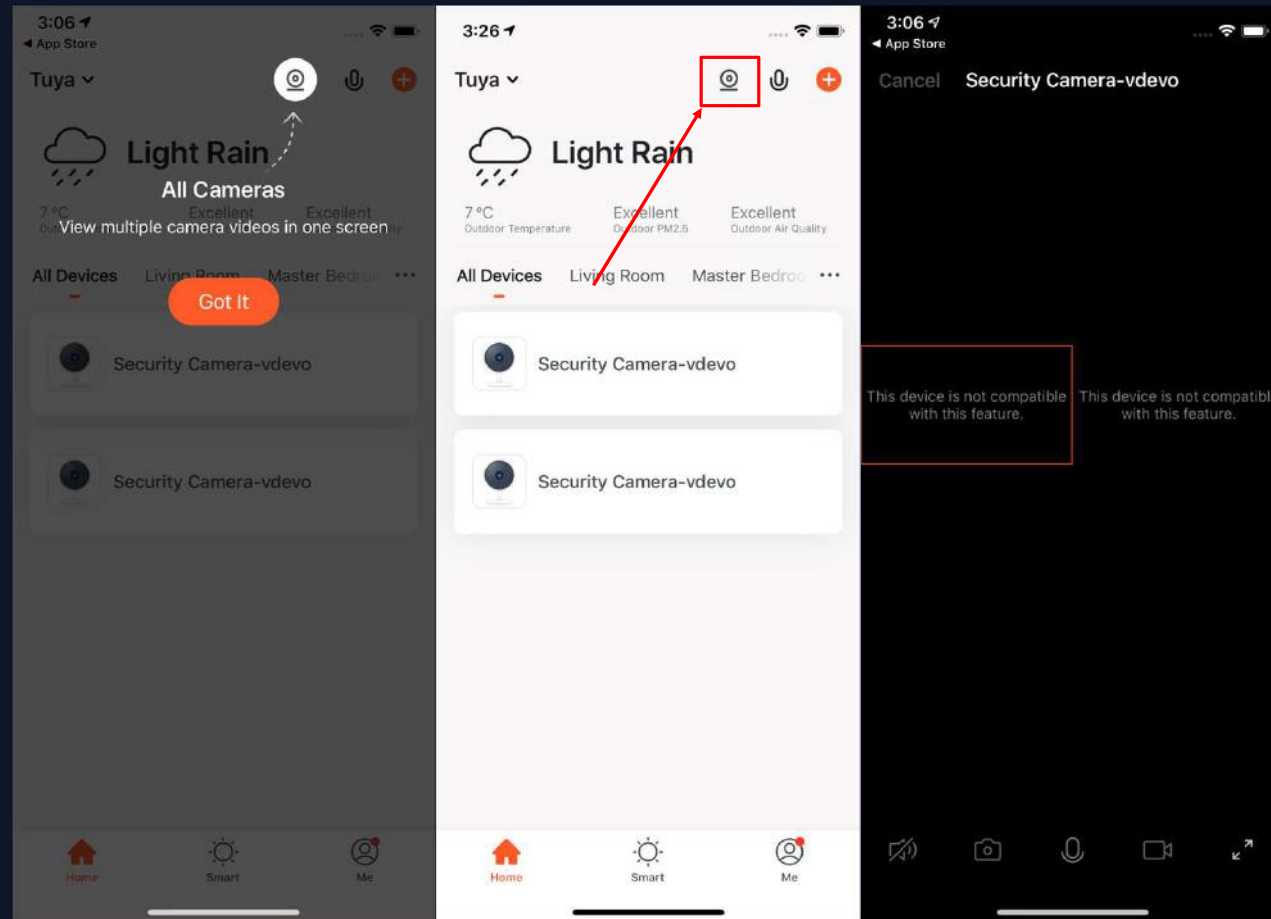 3:06
◀ App Store
Tuya
Light Rain
All Cameras
7 °C Excellent Excellent
View multiple camera videos in one screen
All Devices Living Room Master
Got It
Security Camera-vdevo
Security Camera-vdevo
Home Smart Me
3:26
Tuya
Light Rain
7 °C Excellent Excellent
Outdoor Temperature Outdoor PM2.5 Outdoor Air Quality
All Devices Living Room Master Bedroo
Security Camera-vdevo
Security Camera-vdevo
Home Smart Me
3:06
◀ App Store
Cancel Security Camera-vdevo
This device is not compatible
with this feature.
This device is not compatibl
with this feature.